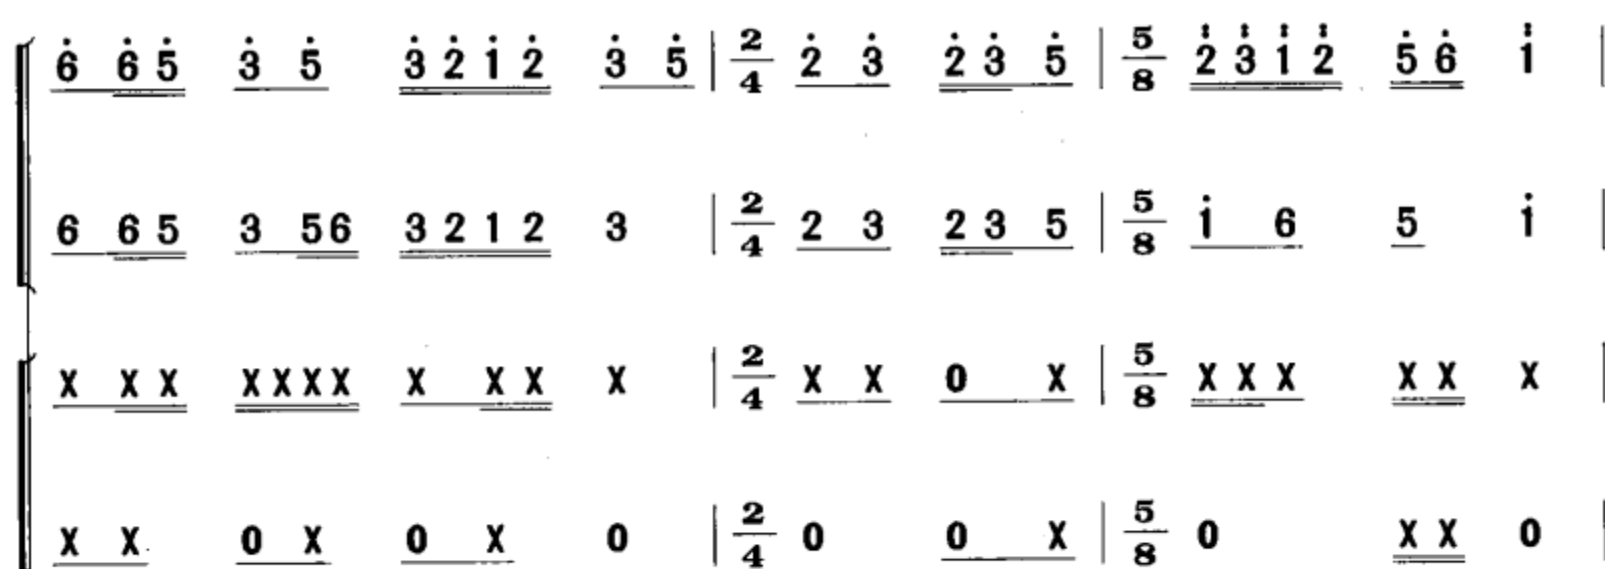 6̇ 6̇ 5̇ 3̇ 5̇ 3̇ 2̇ 1̇ 2̇ 3̇ 5̇ | 2/4 2̇ 3̇ 2̇ 3̇ 5̇ | 5/8 2̈ 3̈ 1̈ 2̈ 5̇ 6̇ 1̈ |
6 6 5 3 5 6 3 2 1 2 3 | 2/4 2 3 2 3 5 | 5/8 1̇ 6 5 1̇ |
X X X X X X X X X X X | 2/4 X X 0 X | 5/8 X X X X X X |
X X 0 X 0 X 0 | 2/4 0 0 X | 5/8 0 X X 0 |